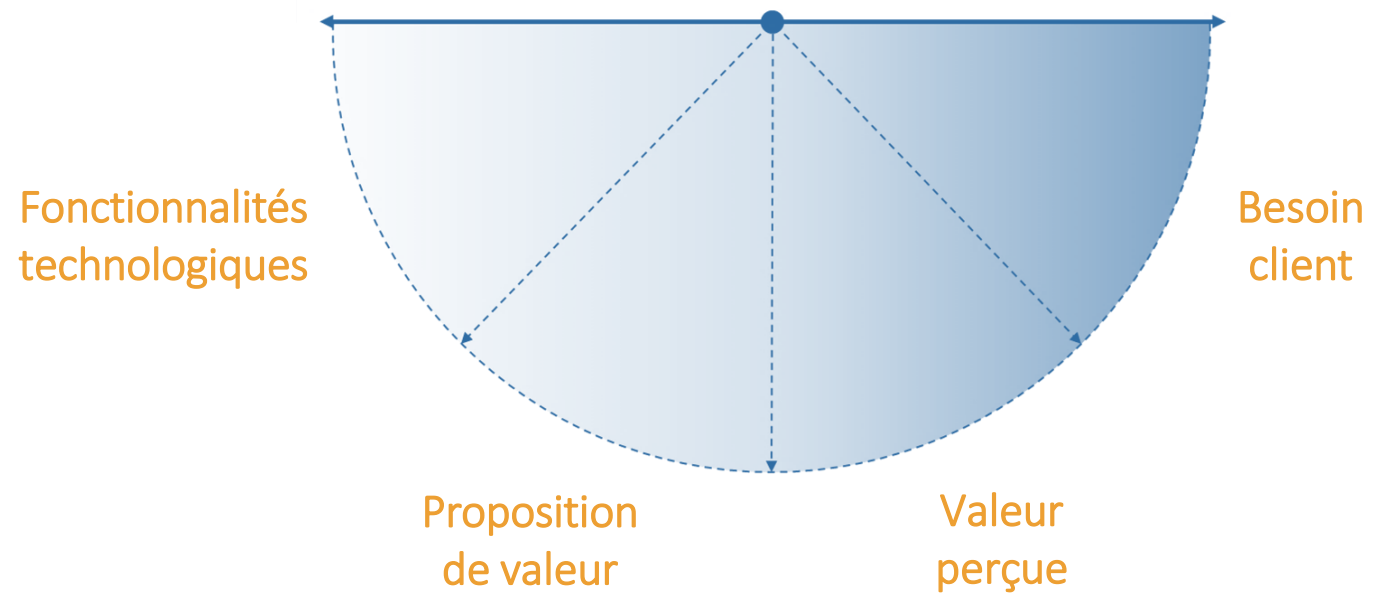 Fonctionnalités
technologiques
Besoin
client
Proposition
de valeur
Valeur
perçue